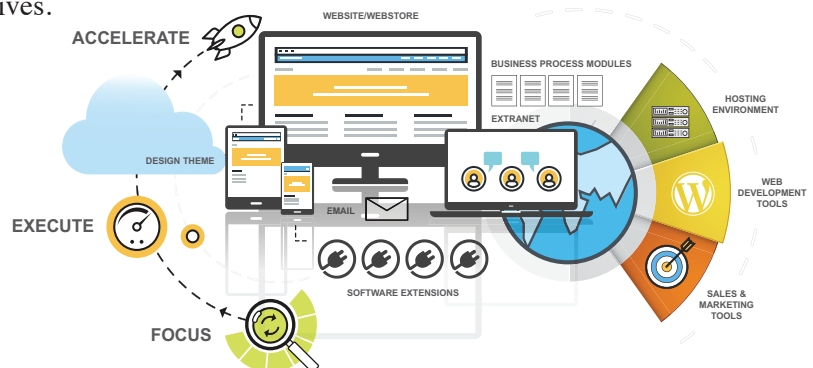 ives.
WEBSITE/WEBSTORE
ACCELERATE
BUSINESS PROCESS MODULES
HOSTING
ENVIRONMENT
EXTRANET
DESIGN THEME
WEB
DEVELOPMENT
TOOLS
EMAIL
EXECUTE
SOFTWARE EXTENSIONS
SALES &
MARKETING
TOOLS
FOCUS